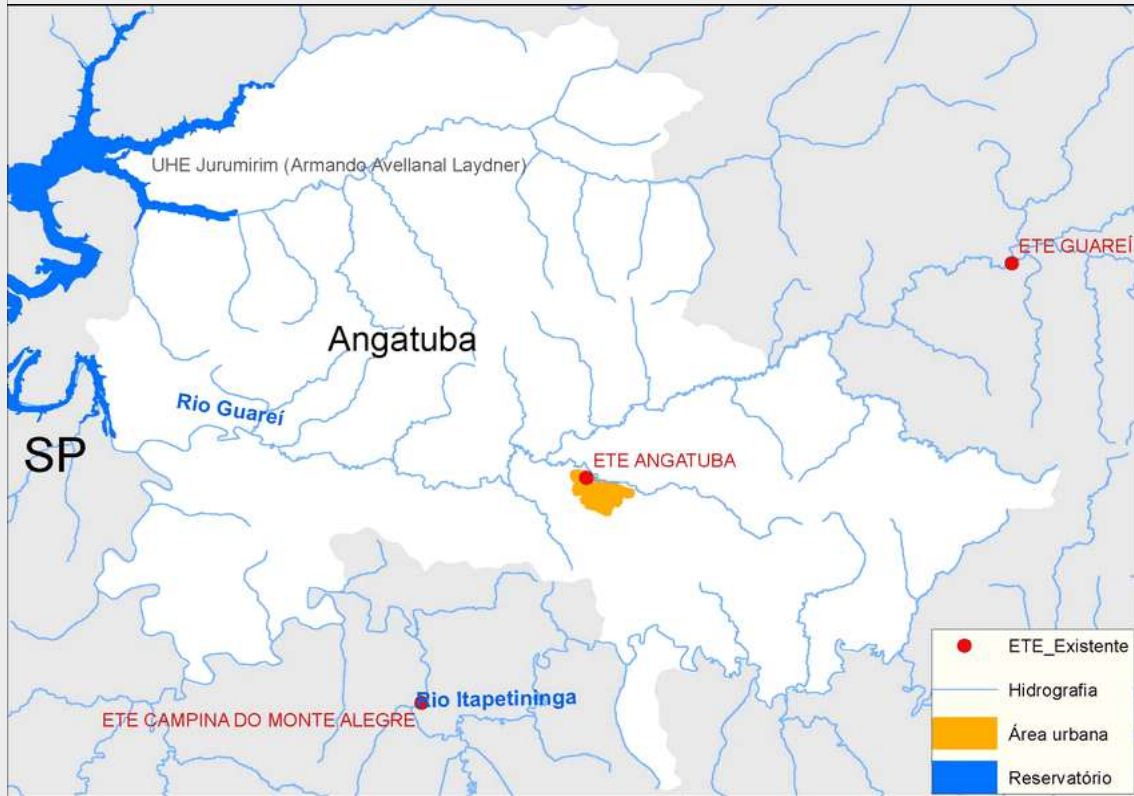 UHE Jurumirim (Armando Avellanal Laydner)
ETE GUAREÍ
Angatuba
Rio Guareí
SP
ETE ANGATUBA
Rio Itapetininga
ETE CAMPINA DO MONTE ALEGRE
ETE_Existente
Hidrografia
Área urbana
Reservatório